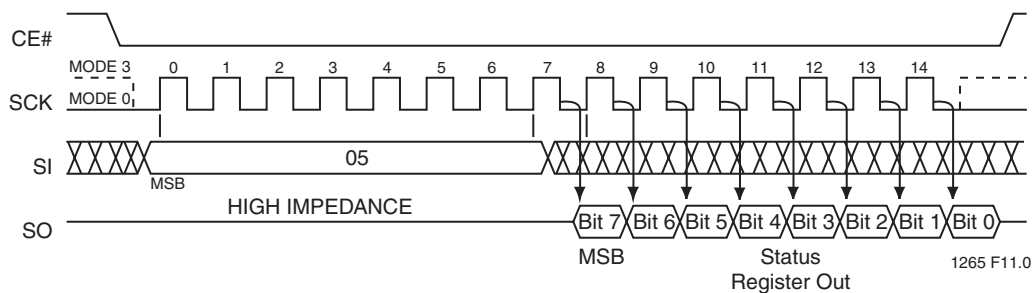 CE#
MODE 3
0 1 2 3 4 5 6 7 8 9 10 11 12 13 14
SCK
MODE 0
SI
05
MSB
HIGH IMPEDANCE
SO
Bit 7 Bit 6 Bit 5 Bit 4 Bit 3 Bit 2 Bit 1 Bit 0
MSB
Status
Register Out
1265 F11.0